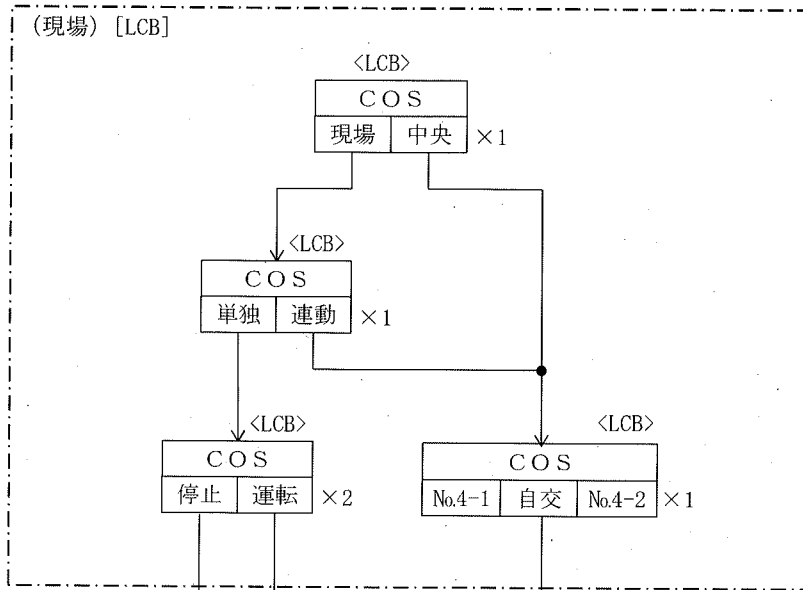 (現場) [LCB]
<LCB>
COS
現場 中央 ×1
<LCB>
COS
単独 連動 ×1
<LCB>
COS
停止 運転 ×2
<LCB>
COS
No.4-1 自交 No.4-2 ×1